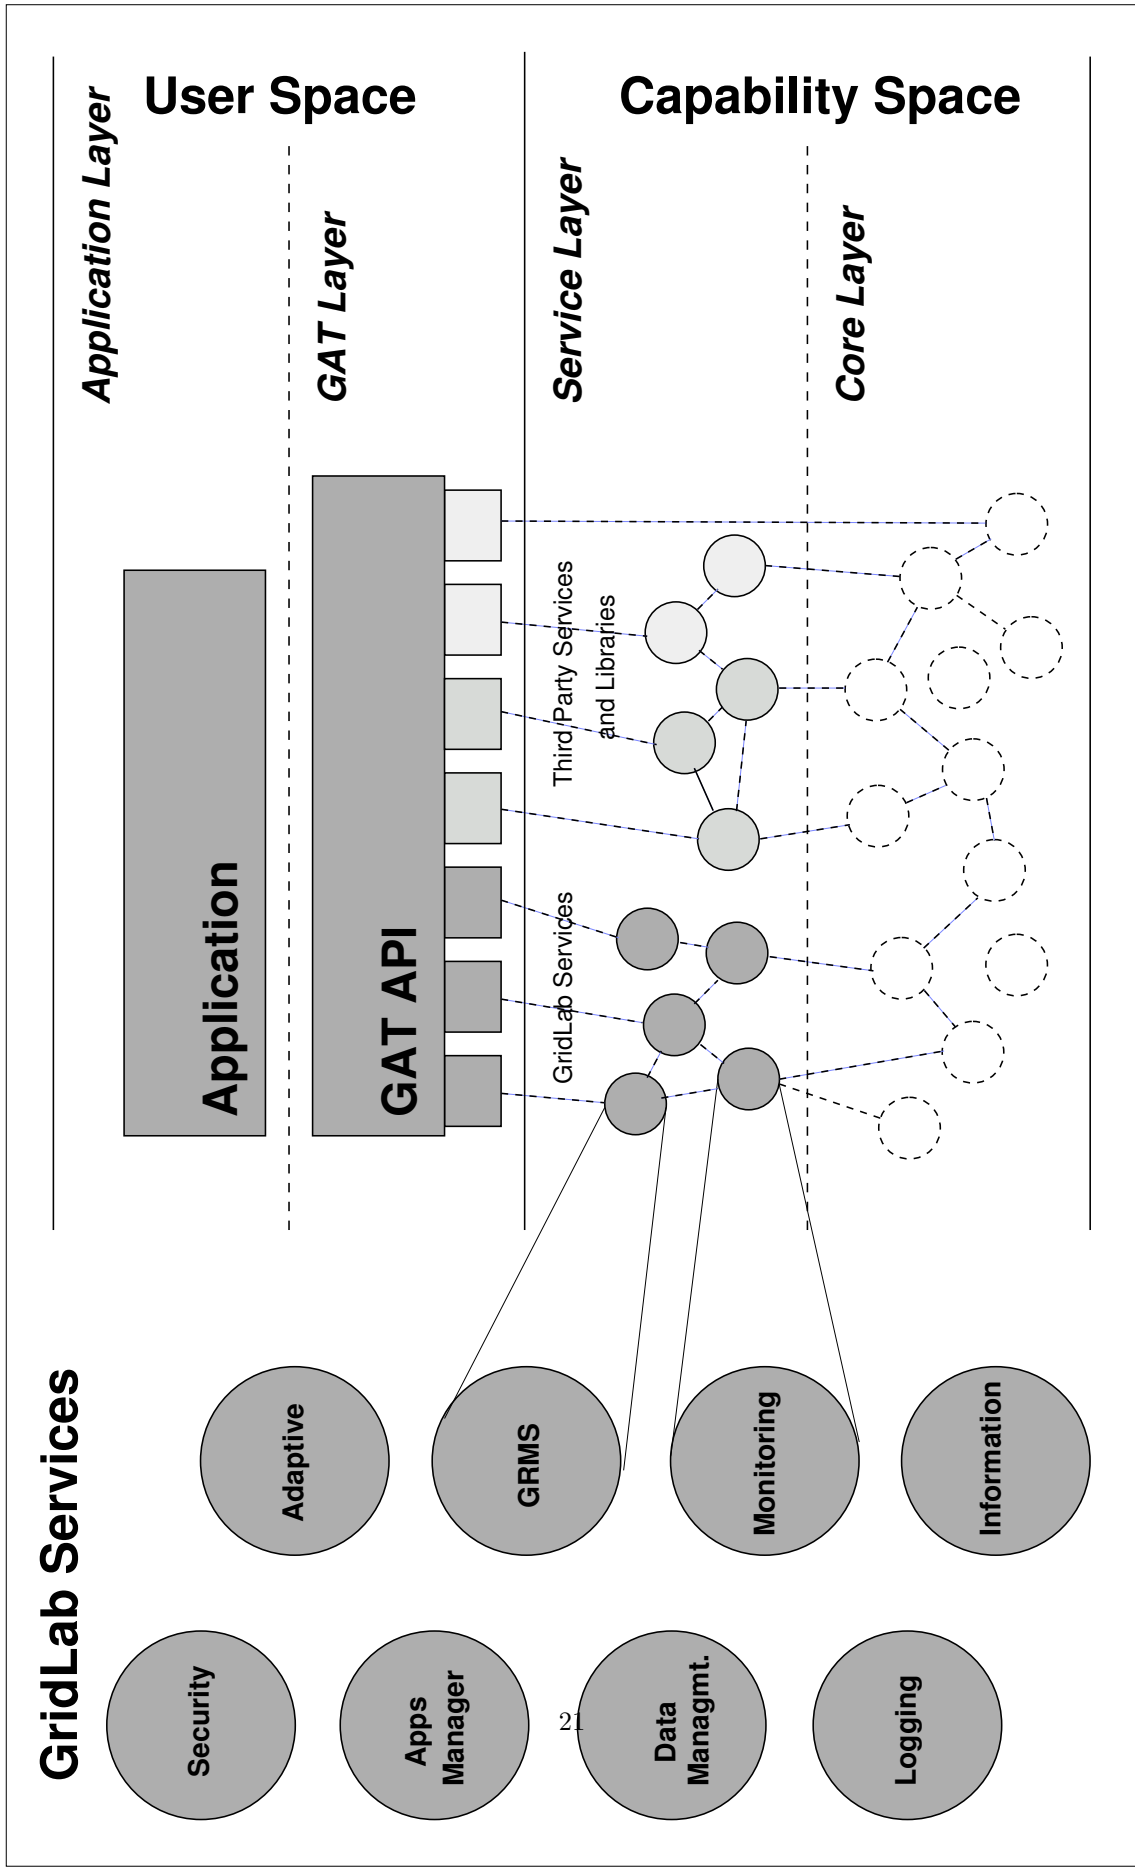 User Space
Capability Space
Application Layer
GAT Layer
Service Layer
Core Layer
Application
GAT API
Third Party Services
and Libraries
GridLab Services
GridLab Services
Adaptive
GRMS
Monitoring
Information
Security
Apps
Manager
Data
Managmt.
Logging
21